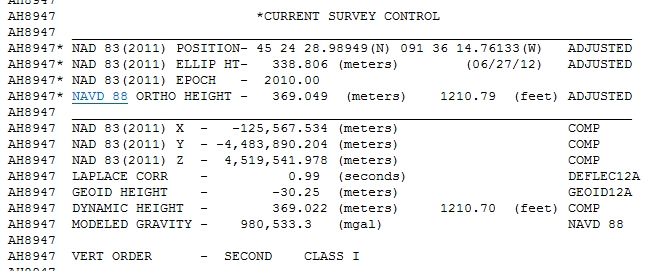 AH8947
AH8947 *CURRENT SURVEY CONTROL
AH8947
AH8947* NAD 83(2011) POSITION- 45 24 28.98949(N) 091 36 14.76133(W) ADJUSTED
AH8947* NAD 83(2011) ELLIP HT- 338.806 (meters) (06/27/12) ADJUSTED
AH8947* NAD 83(2011) EPOCH - 2010.00
AH8947* NAVD 88 ORTHO HEIGHT - 369.049 (meters) 1210.79 (feet) ADJUSTED
AH8947
AH8947 NAD 83(2011) X - -125,567.534 (meters) COMP
AH8947 NAD 83(2011) Y - -4,483,890.204 (meters) COMP
AH8947 NAD 83(2011) Z - 4,519,541.978 (meters) COMP
AH8947 LAPLACE CORR - 0.99 (seconds) DEFLEC12A
AH8947 GEOID HEIGHT - -30.25 (meters) GEOID12A
AH8947 DYNAMIC HEIGHT - 369.022 (meters) 1210.70 (feet) COMP
AH8947 MODELED GRAVITY - 980,533.3 (mgal) NAVD 88
AH8947
AH8947 VERT ORDER - SECOND CLASS I